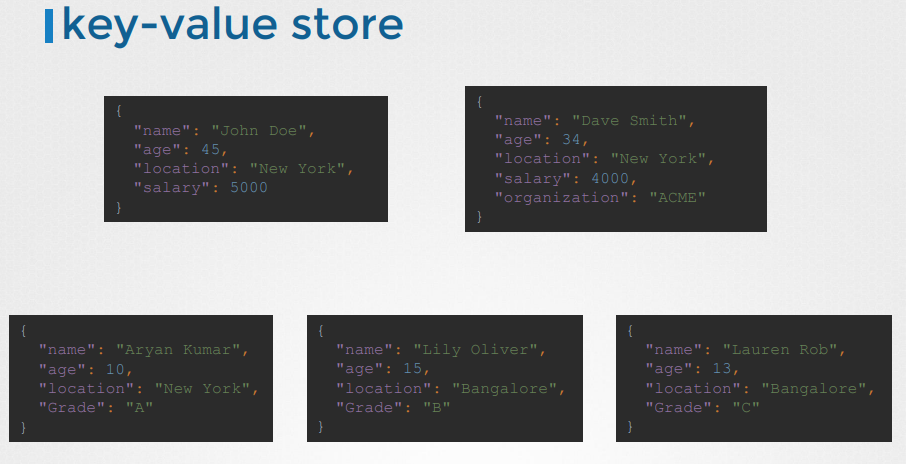 key-value store
{
"name": "John Doe",
"age": 45,
"location": "New York",
"salary": 5000
}
{
"name": "Dave Smith",
"age": 34,
"location": "New York",
"salary": 4000,
"organization": "ACME"
}
{
"name": "Aryan Kumar",
"age": 10,
"location": "New York",
"Grade": "A"
}
{
"name": "Lily Oliver",
"age": 15,
"location": "Bangalore",
"Grade": "B"
}
{
"name": "Lauren Rob",
"age": 13,
"location": "Bangalore",
"Grade": "C"
}